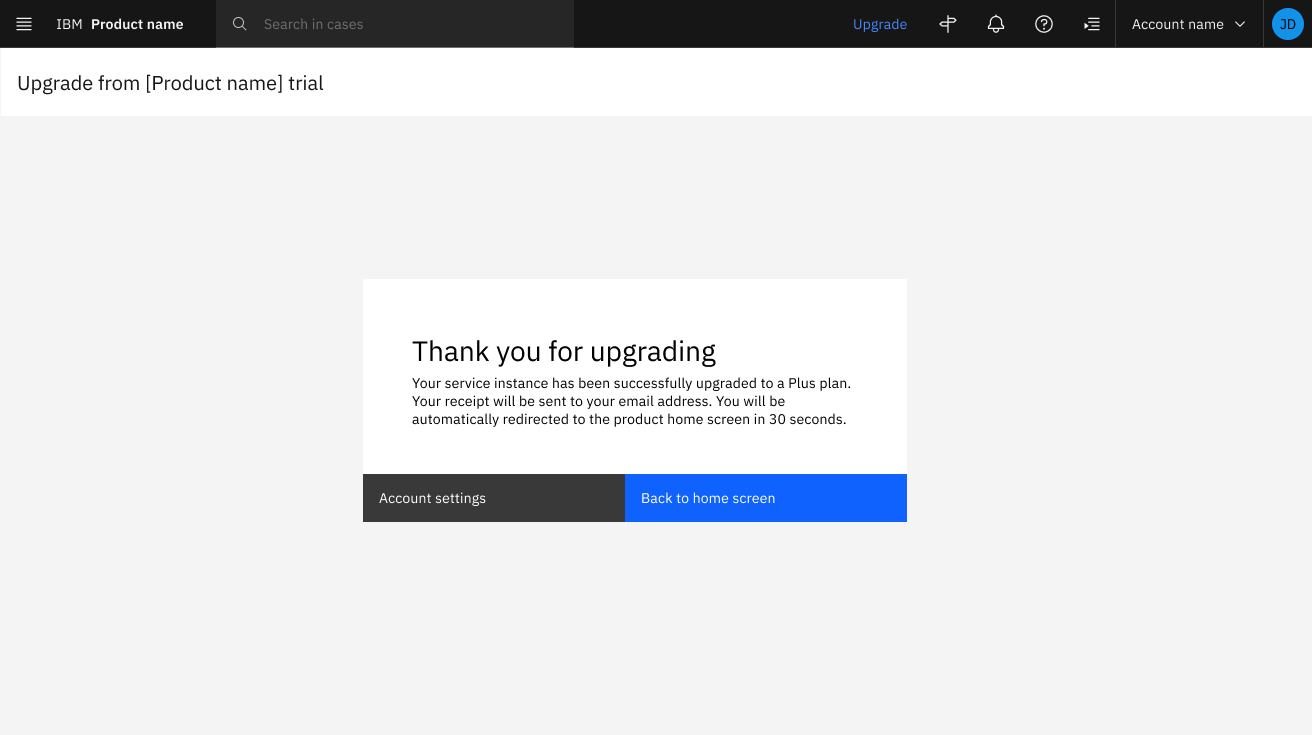 IBM Product name
Search in cases
Upgrade
Account name
JD
Upgrade from [Product name] trial
Thank you for upgrading
Your service instance has been successfully upgraded to a Plus plan.
Your receipt will be sent to your email address. You will be
automatically redirected to the product home screen in 30 seconds.
Account settings
Back to home screen